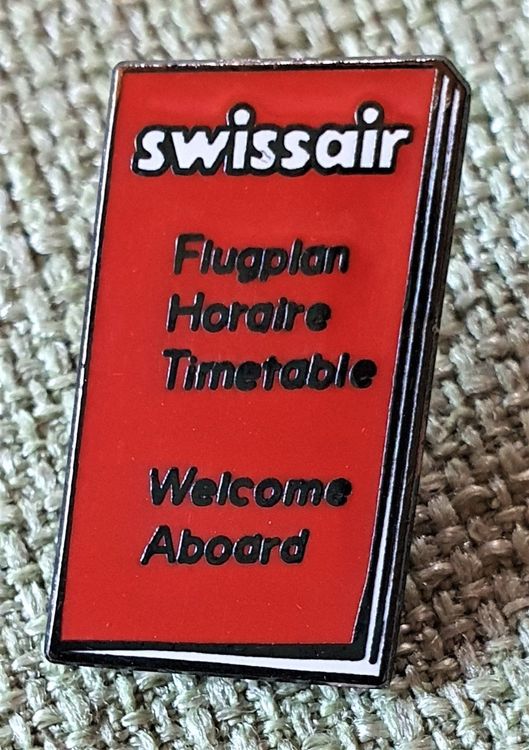 swissair
Flugplan
Horaire
Timetable
Welcome
Aboard